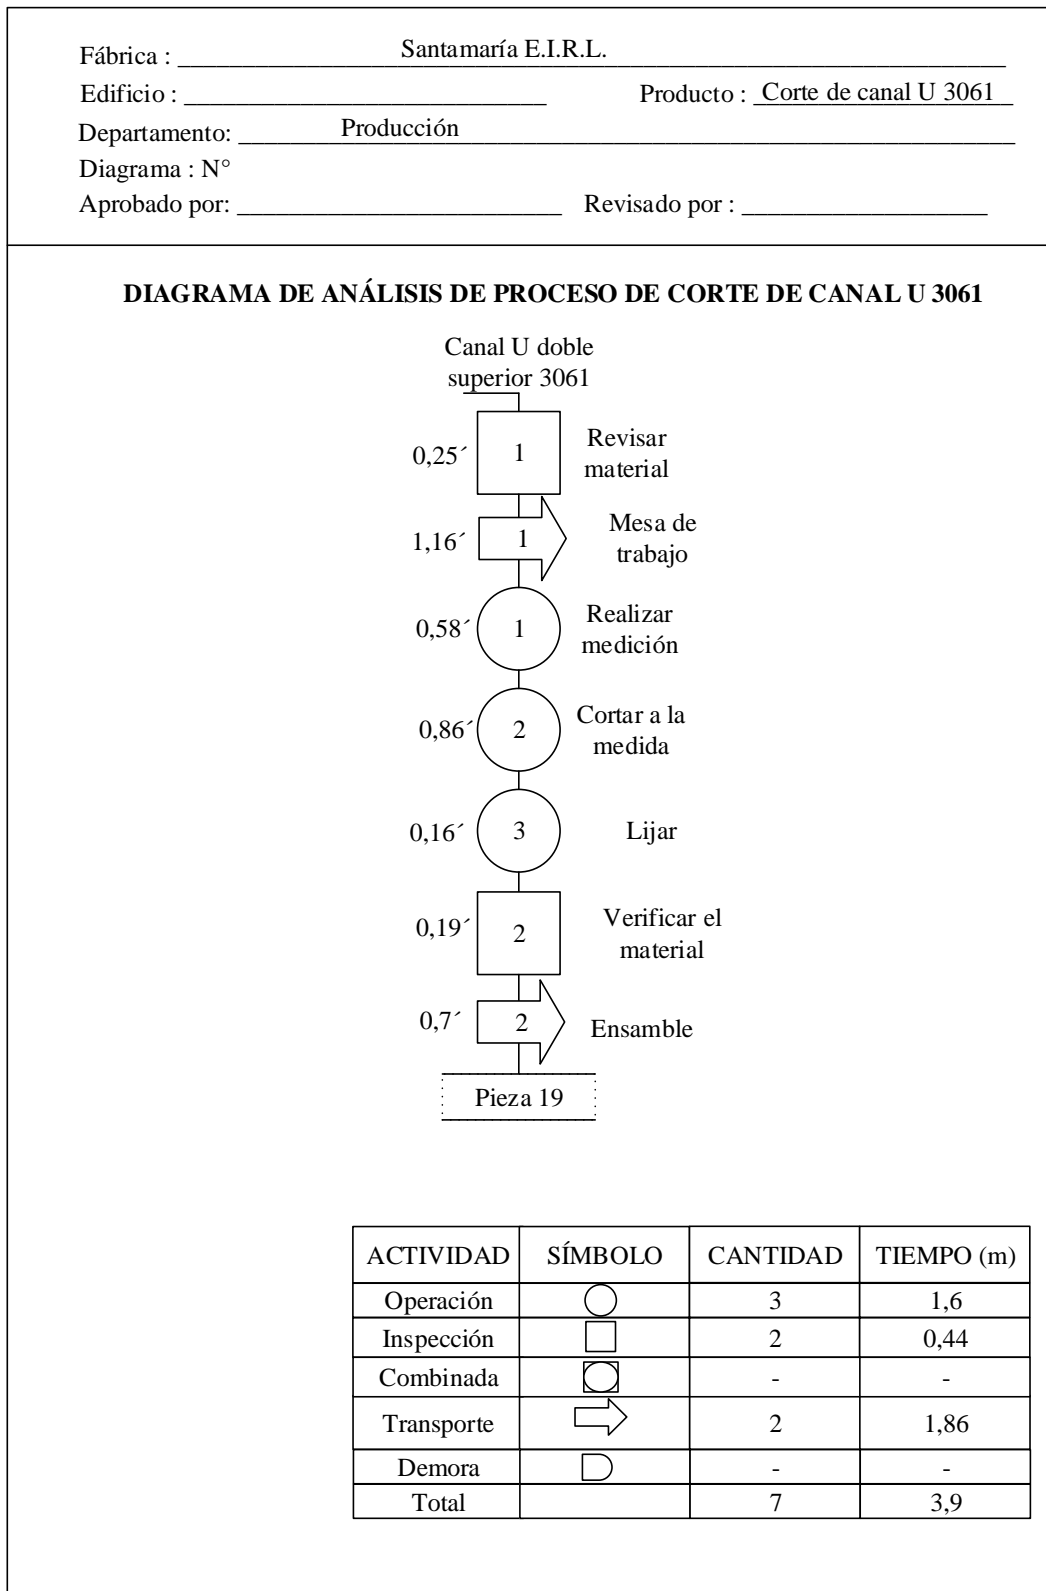 Fábrica : Santamaría E.I.R.L.
Edificio : Producto : Corte de canal U 3061
Departamento: Producción
Diagrama : N°
Aprobado por: Revisado por :
DIAGRAMA DE ANÁLISIS DE PROCESO DE CORTE DE CANAL U 3061
Canal U doble
superior 3061
0,25´ 1 Revisar
material
1,16´ 1 Mesa de
trabajo
0,58´ 1 Realizar
medición
0,86´ 2 Cortar a la
medida
0,16´ 3 Lijar
0,19´ 2 Verificar el
material
0,7´ 2 Ensamble
Pieza 19
ACTIVIDAD SÍMBOLO CANTIDAD TIEMPO (m)
Operación 3 1,6
Inspección 2 0,44
Combinada - -
Transporte 2 1,86
Demora - -
Total 7 3,9